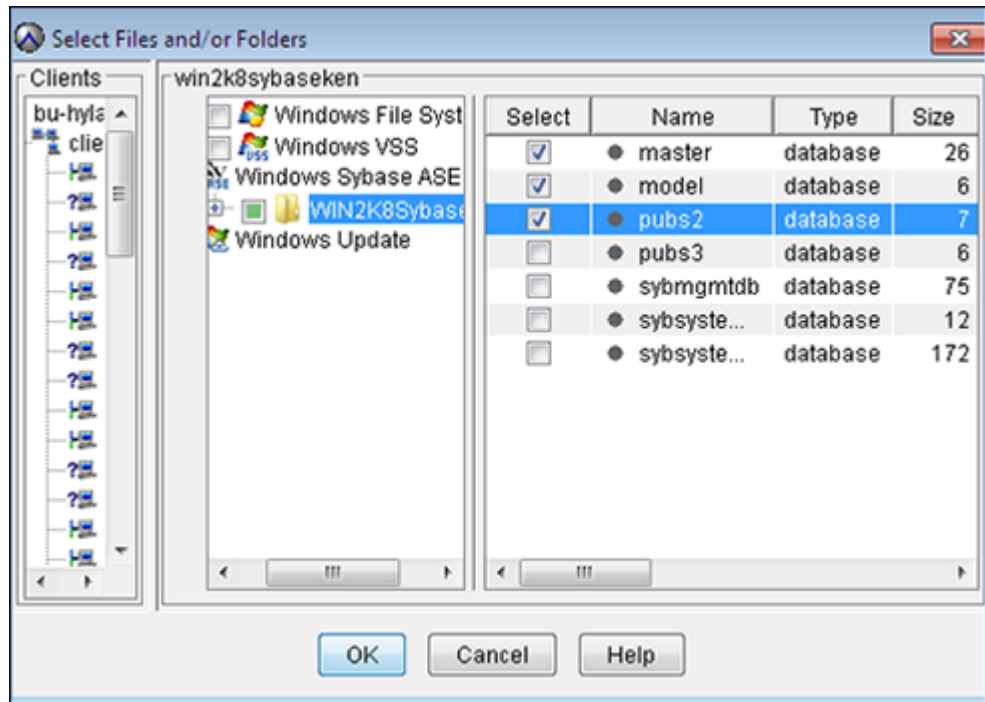 Select Files and/or Folders
Clients
win2k8sybaseken
bu-hyla
clie
Windows File Syst
Windows VSS
Windows Sybase ASE
WIN2K8Sybase
Windows Update
Select Name Type Size
master database 26
model database 6
pubs2 database 7
pubs3 database 6
sybmgmtdb database 75
sybsyste... database 12
sybsyste... database 172
OK Cancel Help